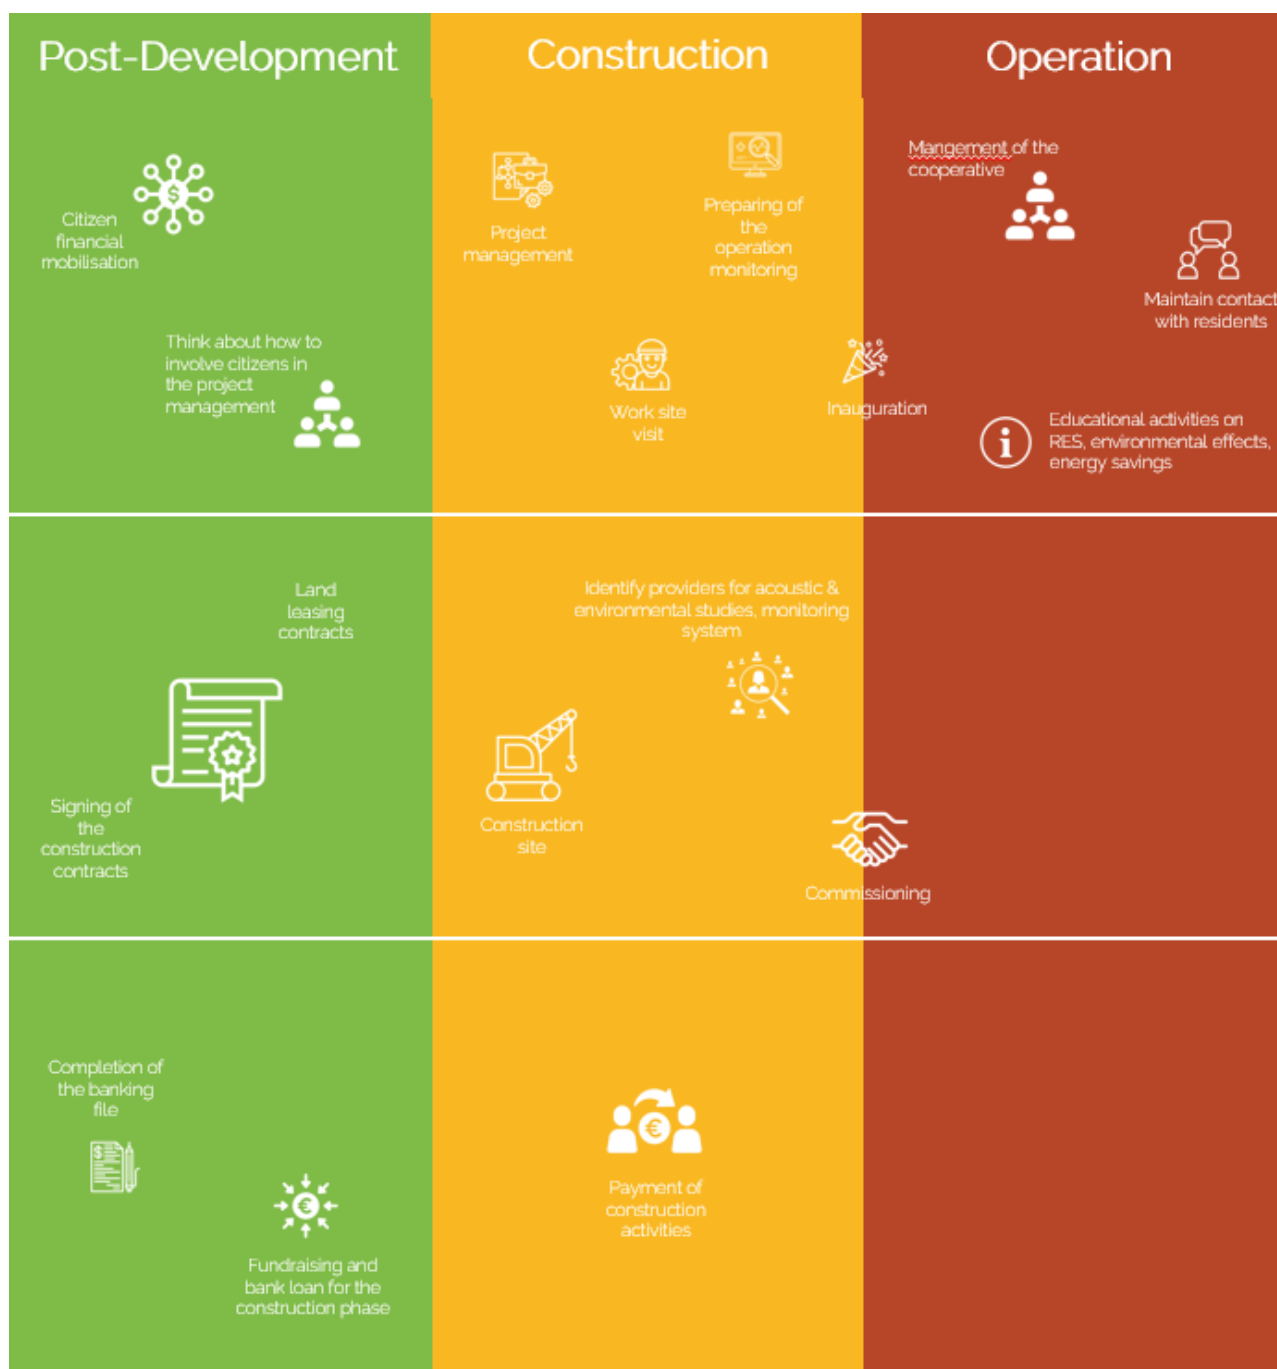 Post-Development
Construction
Operation
Citizen
financial
mobilisation
Think about how to
involve citizens in
the project
management
Project
management
Preparing of
the
operation
monitoring
Work site
visit
Inauguration
Mangement of the
cooperative
Maintain contact
with residents
Educational activities on
RES, environmental effects,
energy savings
Land
leasing
contracts
Signing of
the
construction
contracts
Identify providers for acoustic &
environmental studies, monitoring
system
Construction
site
Commissioning
Completion of
the banking
file
Fundraising and
bank loan for the
construction phase
Payment of
construction
activities